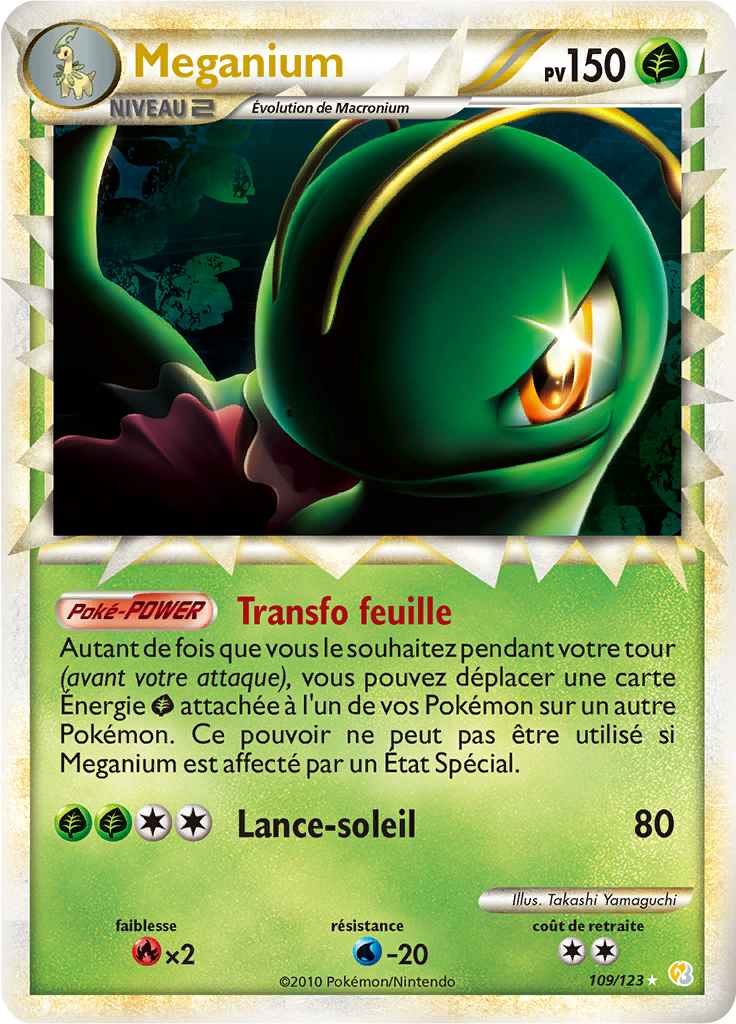 Meganium
PV150
NIVEAU 2
Évolution de Macronium
Poké-POWER Transfo feuille
Autant de fois que vous le souhaitez pendant votre tour
(avant votre attaque), vous pouvez déplacer une carte
Énergie attachée à l'un de vos Pokémon sur un autre
Pokémon. Ce pouvoir ne peut pas être utilisé si
Meganium est affecté par un État Spécial.
Lance-soleil 80
Illus. Takashi Yamaguchi
faiblesse résistance coût de retraite
×2 -20
©2010 Pokémon/Nintendo 109/123